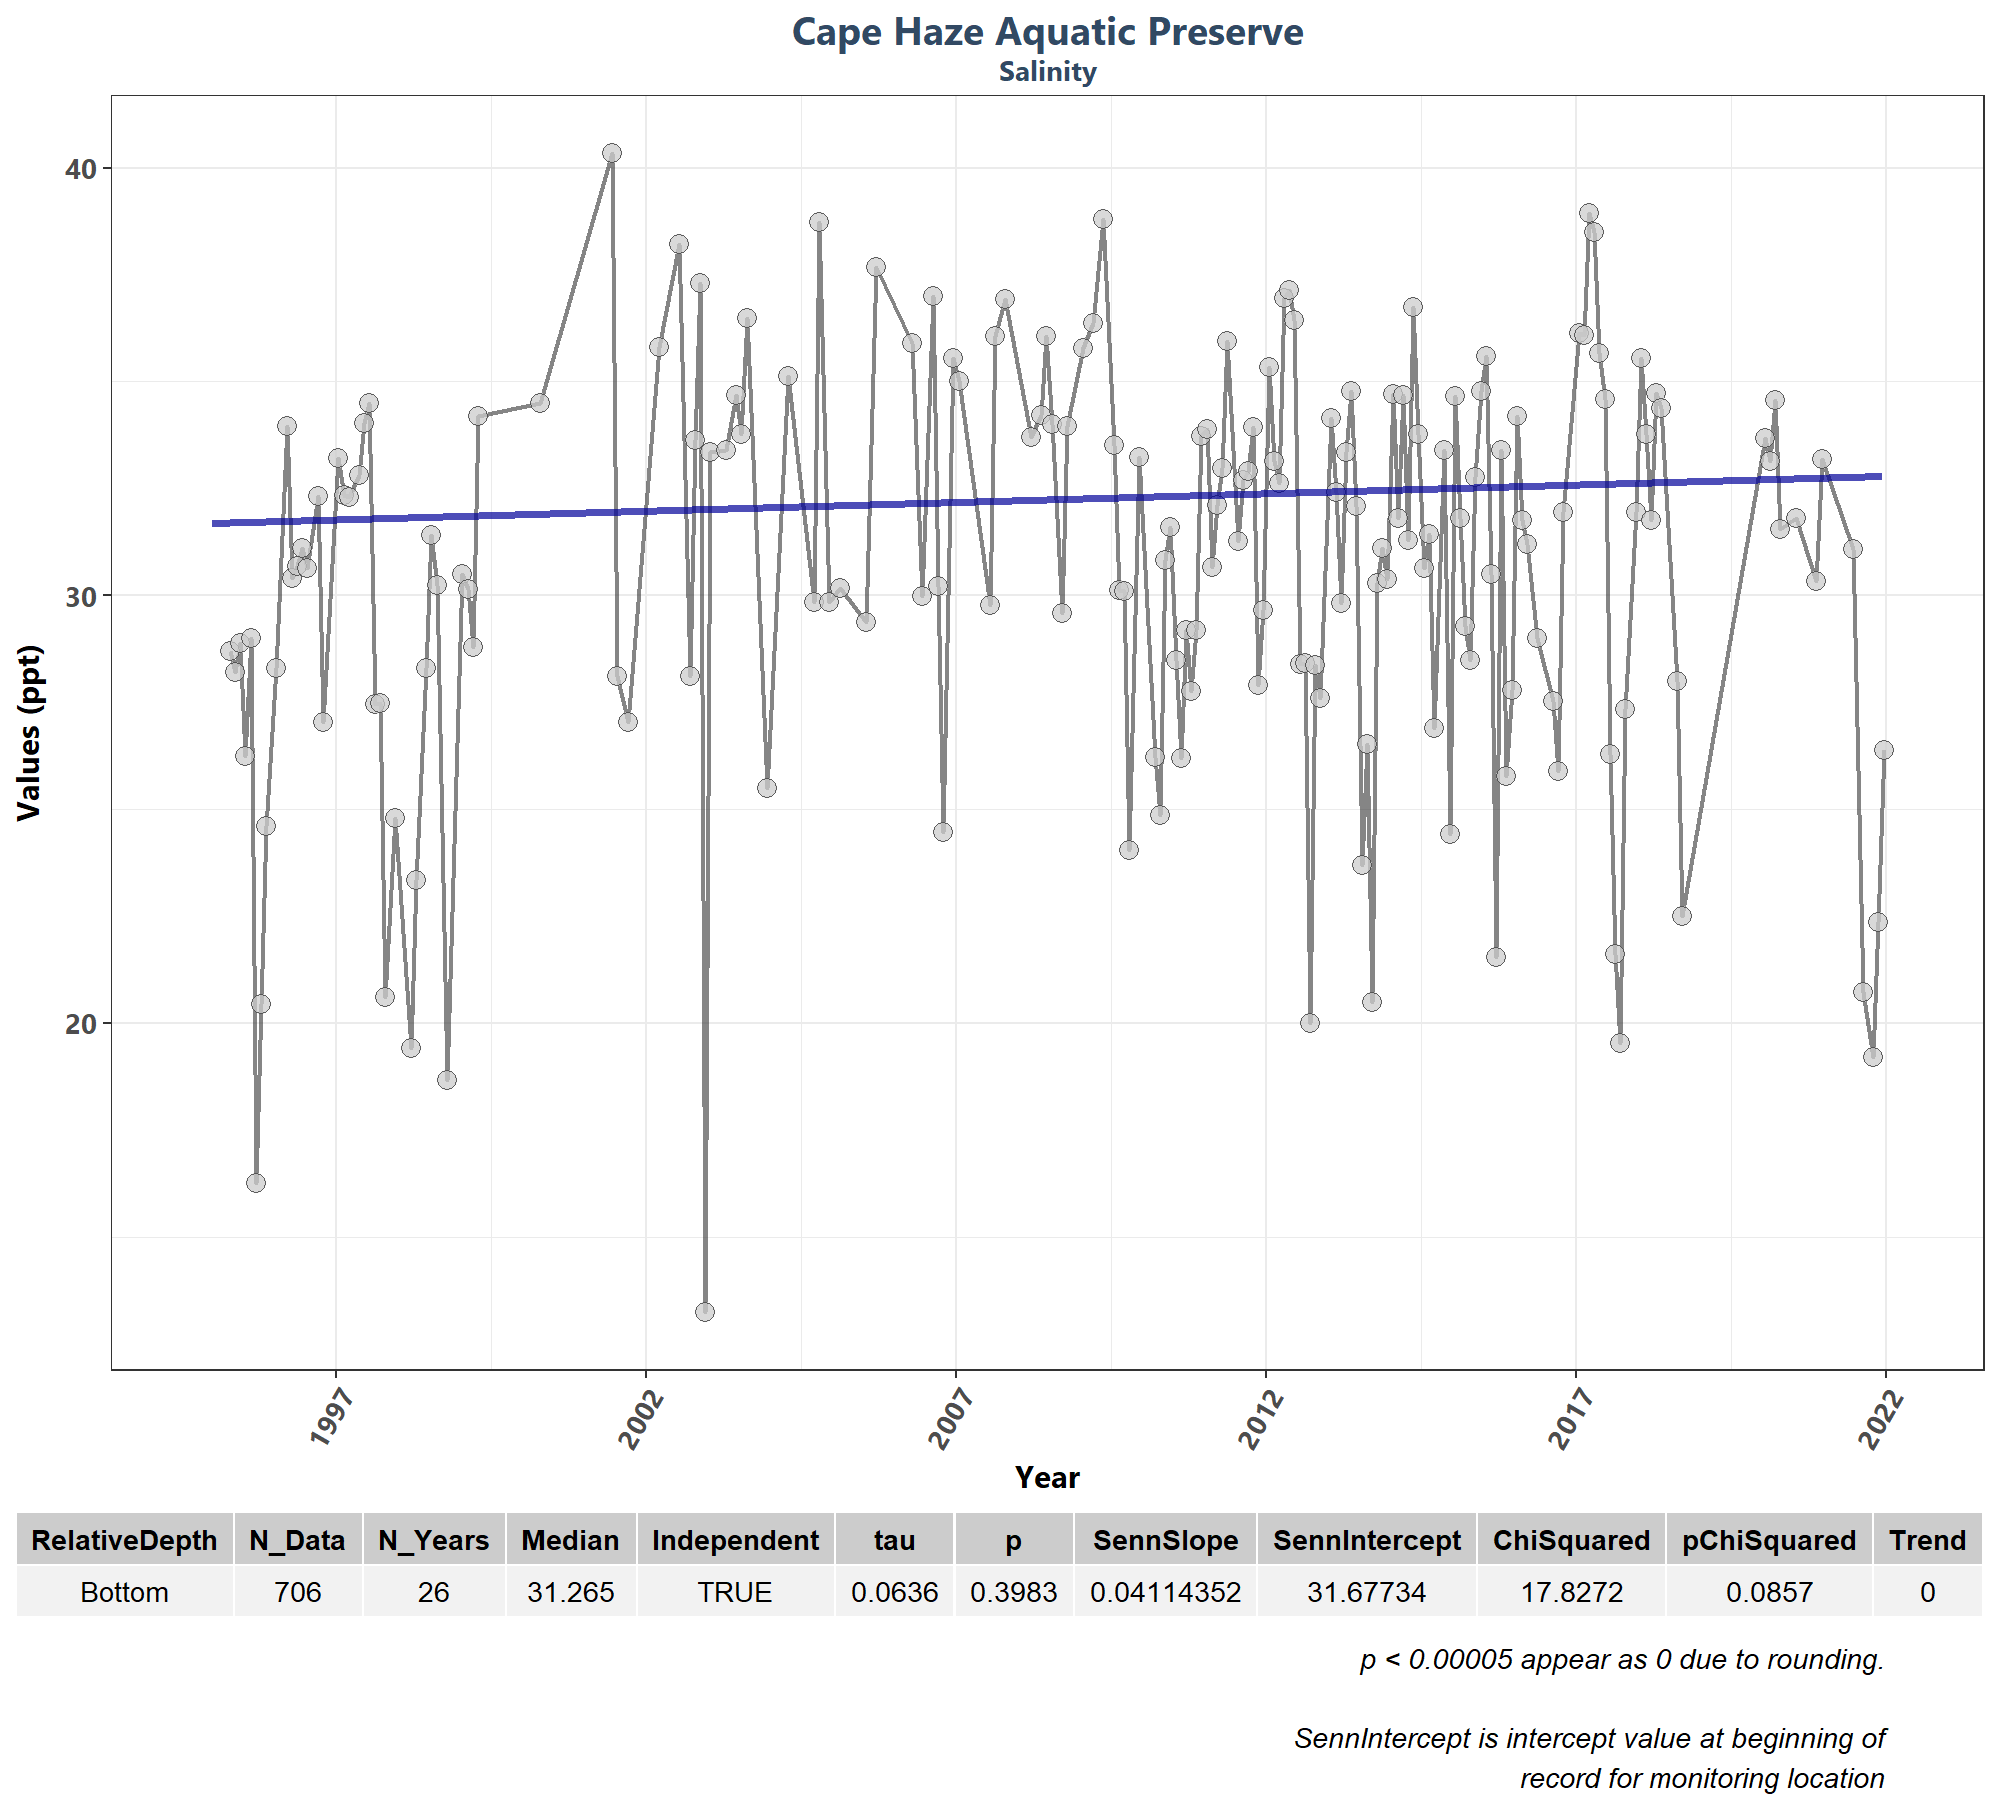 Cape Haze Aquatic Preserve
Salinity
Values (ppt)
40
30
20
1997 2002 2007 2012 2017 2022
Year
RelativeDepth N_Data N_Years Median Independent tau p SennSlope SennIntercept ChiSquared pChiSquared Trend
Bottom 706 26 31.265 TRUE 0.0636 0.3983 0.04114352 31.67734 17.8272 0.0857 0
p < 0.00005 appear as 0 due to rounding.
SennIntercept is intercept value at beginning of
record for monitoring location